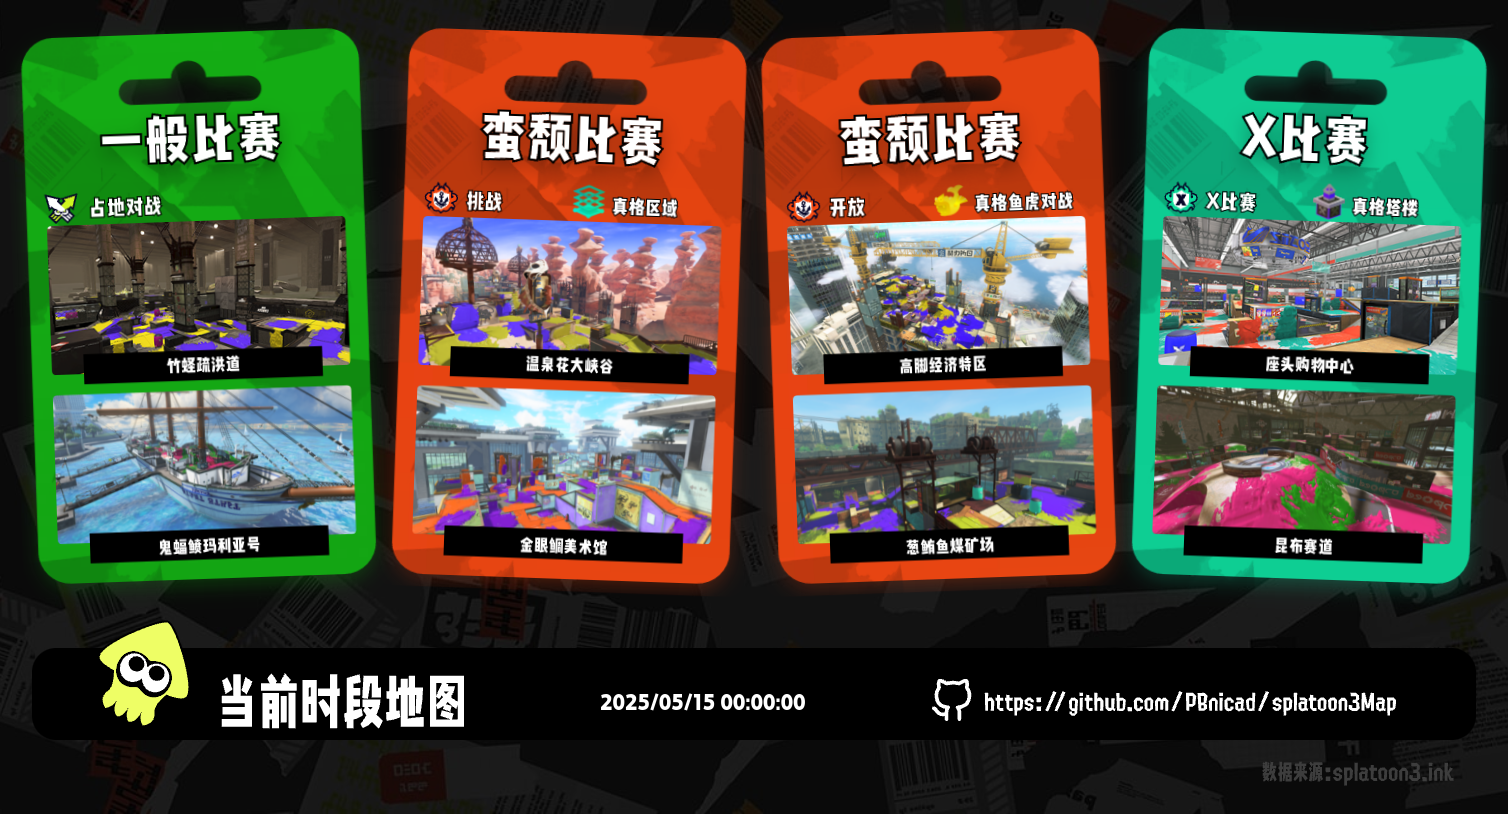 一般比赛
占地对战
竹蛏疏洪道
鬼蝠鲼玛利亚号
蛮颓比赛
挑战
真格区域
温泉花大峡谷
金眼鲷美术馆
蛮颓比赛
开放
真格鱼虎对战
高脚经济特区
葱鲔鱼煤矿场
X比赛
X比赛
真格塔楼
座头购物中心
昆布赛道
当前时段地图
2025/05/15 00:00:00
https://github.com/PBnicad/splatoon3Map
数据来源:splatoon3.ink